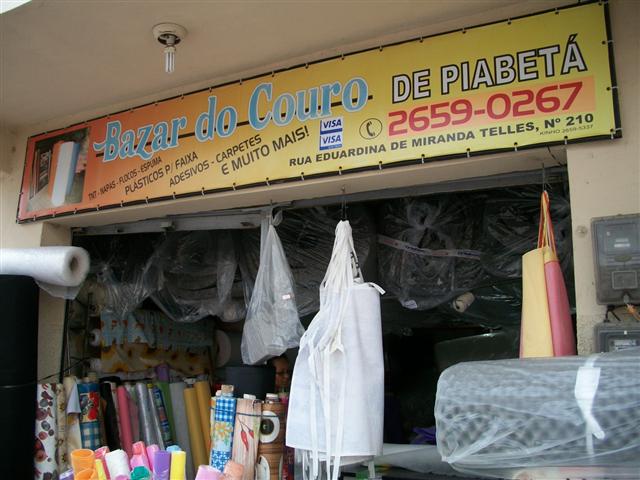 Bazar do Couro DE PIABETÁ
TNT - NAPAS - FLOCOS - ESPUMA
PLÁSTICOS P/ FAIXA
ADESIVOS - CARPETES
E MUITO MAIS!
VISA
VISA
2659-0267
RUA EDUARDINA DE MIRANDA TELLES, Nº 210